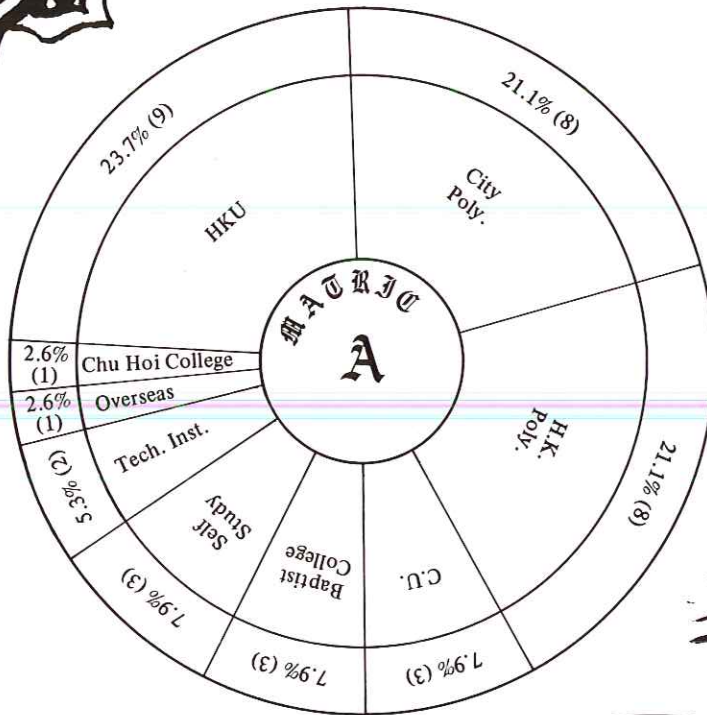 MATRIC
A
21.1% (8)
City
Poly.
21.1% (8)
H.K.
Poly.
7.9% (3)
C.U.
7.9% (3)
Baptist
College
7.9% (3)
Self
Study
5.3% (2)
Tech. Inst.
2.6%
(1)
Overseas
2.6%
(1)
Chu Hoi College
23.7% (9)
HKU